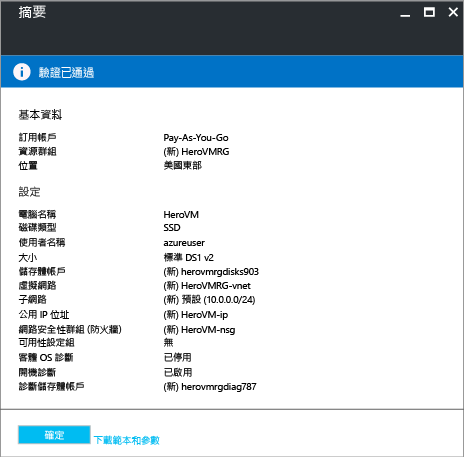 摘要
驗證已通過
基本資料
訂用帳戶 Pay-As-You-Go
資源群組 (新) HeroVMRG
位置 美國東部
設定
電腦名稱 HeroVM
磁碟類型 SSD
使用者名稱 azureuser
大小 標準 DS1 v2
儲存體帳戶 (新) herovmrgdisks903
虛擬網路 (新) HeroVMRG-vnet
子網路 (新) 預設 (10.0.0.0/24)
公用 IP 位址 (新) HeroVM-ip
網路安全性群組 (防火牆) (新) HeroVM-nsg
可用性設定組 無
客體 OS 診斷 已停用
開機診斷 已啟用
診斷儲存體帳戶 (新) herovmrgdiag787
確定 下載範本和參數